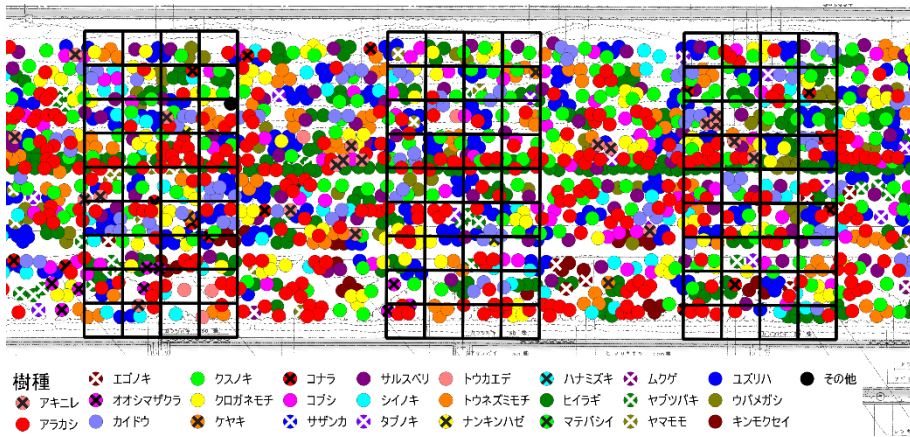 樹種
エゴノキ クスノキ コナラ サルスベリ トウカエデ ハナミズキ ムクゲ ユズリハ その他
アキニレ オオシマザクラ クロガネモチ コブシ シイノキ トウネズミモチ ヒイラギ ヤブツバキ ウバメガシ
アラカシ カイドウ ケヤキ サザンカ タブノキ ナンキンハゼ マテバシイ ヤマモモ キンモクセイ